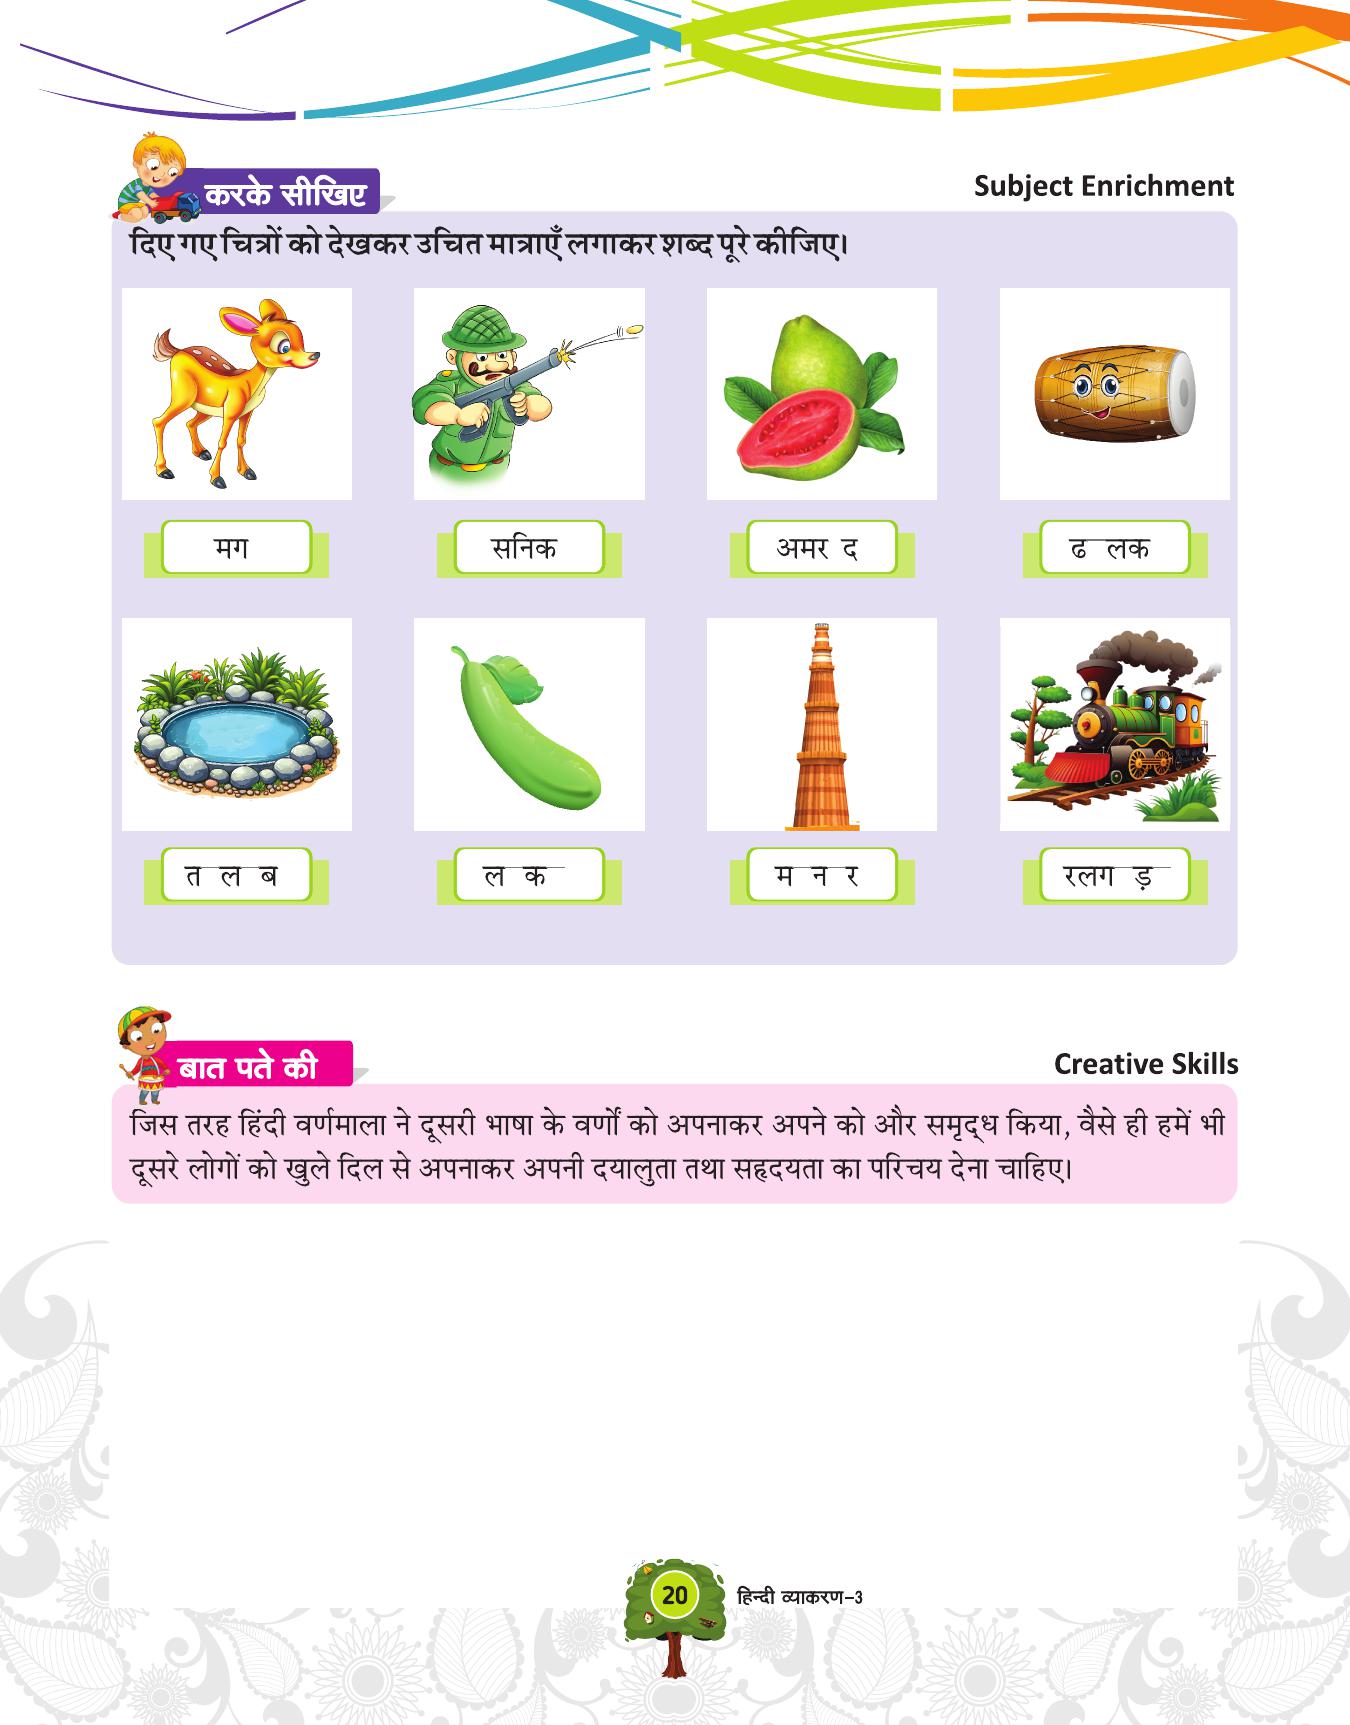 करके सीखिए
Subject Enrichment
दिए गए चित्रों को देखकर उचित मात्राएँ लगाकर शब्द पूरे कीजिए।
मग
सनिक
अमर द
ढ लक
त ल ब
ल क
म न र
रलग ड़
बात पते की
Creative Skills
जिस तरह हिंदी वर्णमाला ने दूसरी भाषा के वर्णों को अपनाकर अपने को और समृद्ध किया, वैसे ही हमें भी
दूसरे लोगों को खुले दिल से अपनाकर अपनी दयालुता तथा सहृदयता का परिचय देना चाहिए।
20
हिन्दी व्याकरण-3